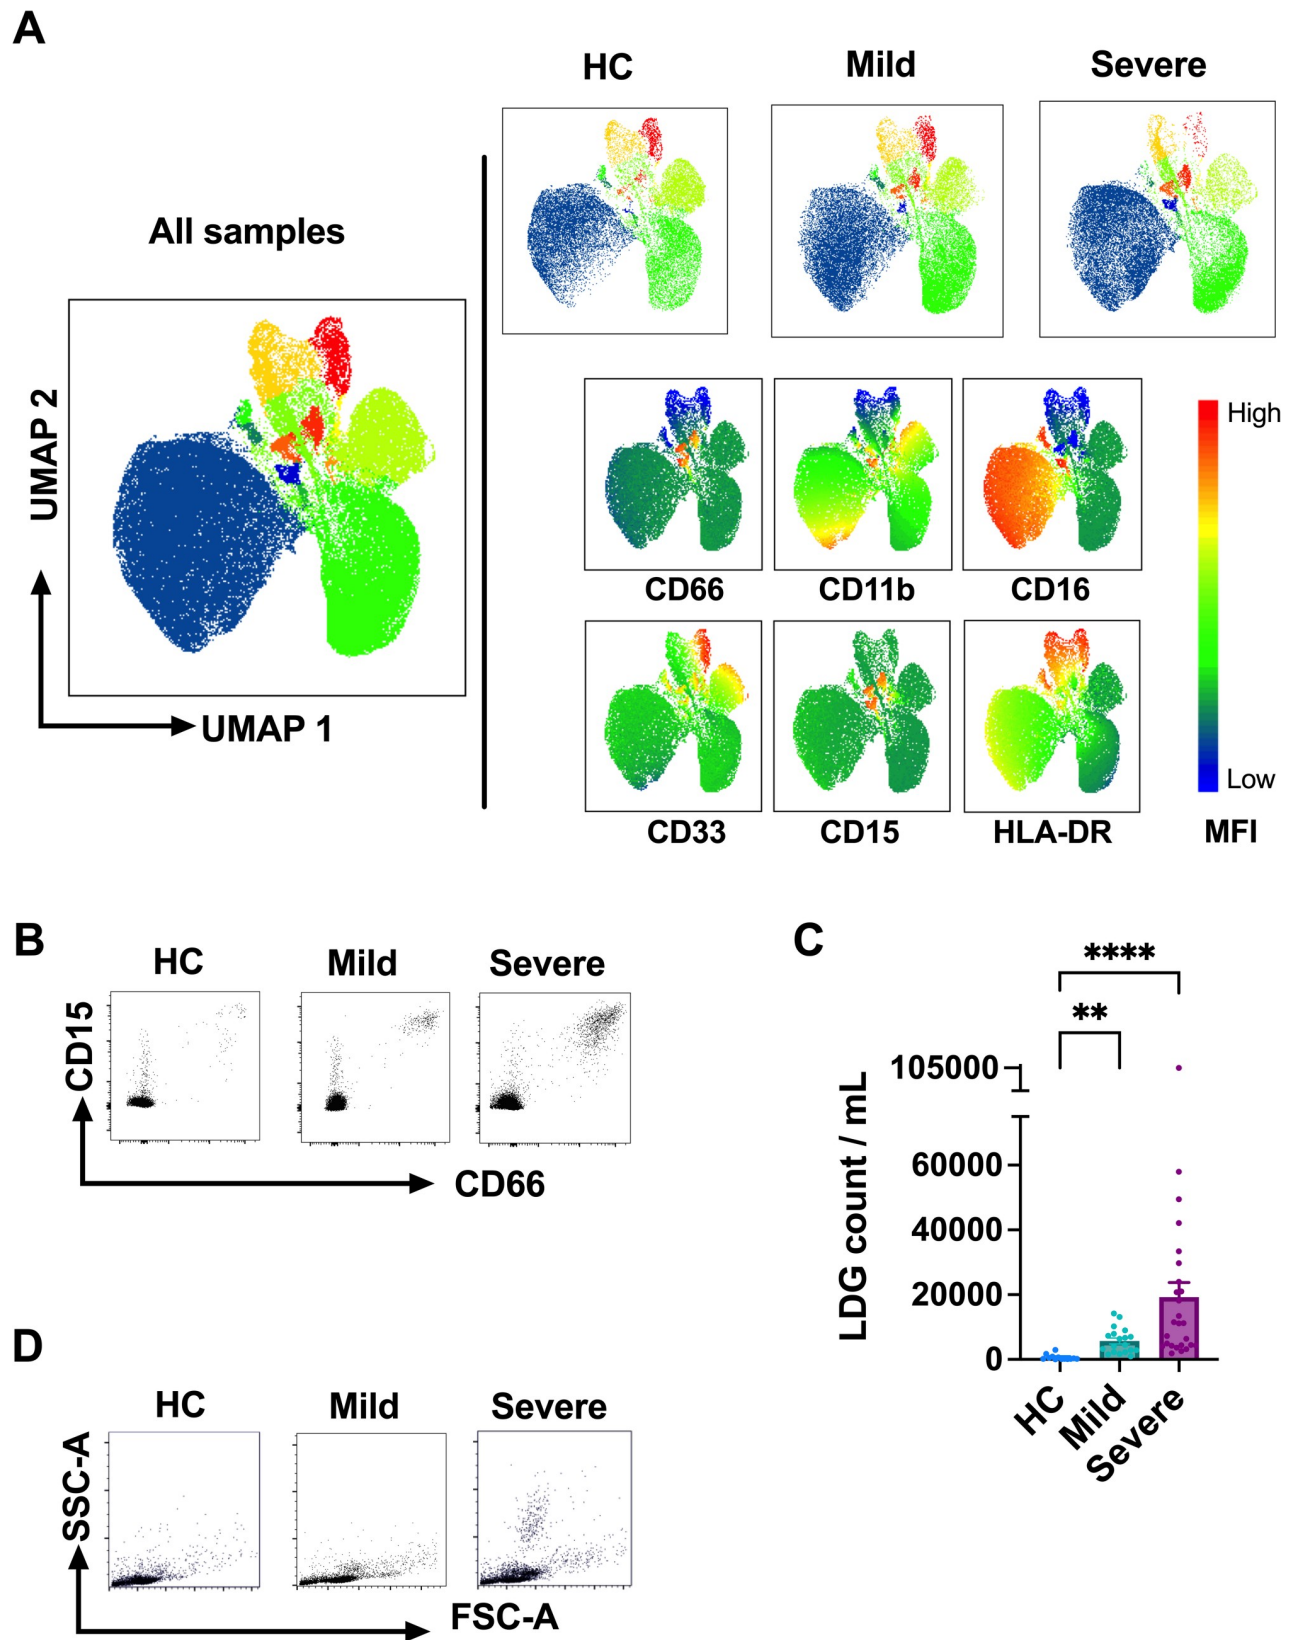 A
HC
Mild
Severe
All samples
UMAP 2
UMAP 1
High
Low
MFI
CD66
CD11b
CD16
CD33
CD15
HLA-DR
B
HC
Mild
Severe
CD15
CD66
C
****
**
LDG count / mL
105000
60000
40000
20000
0
HC
Mild
Severe
D
HC
Mild
Severe
SSC-A
FSC-A